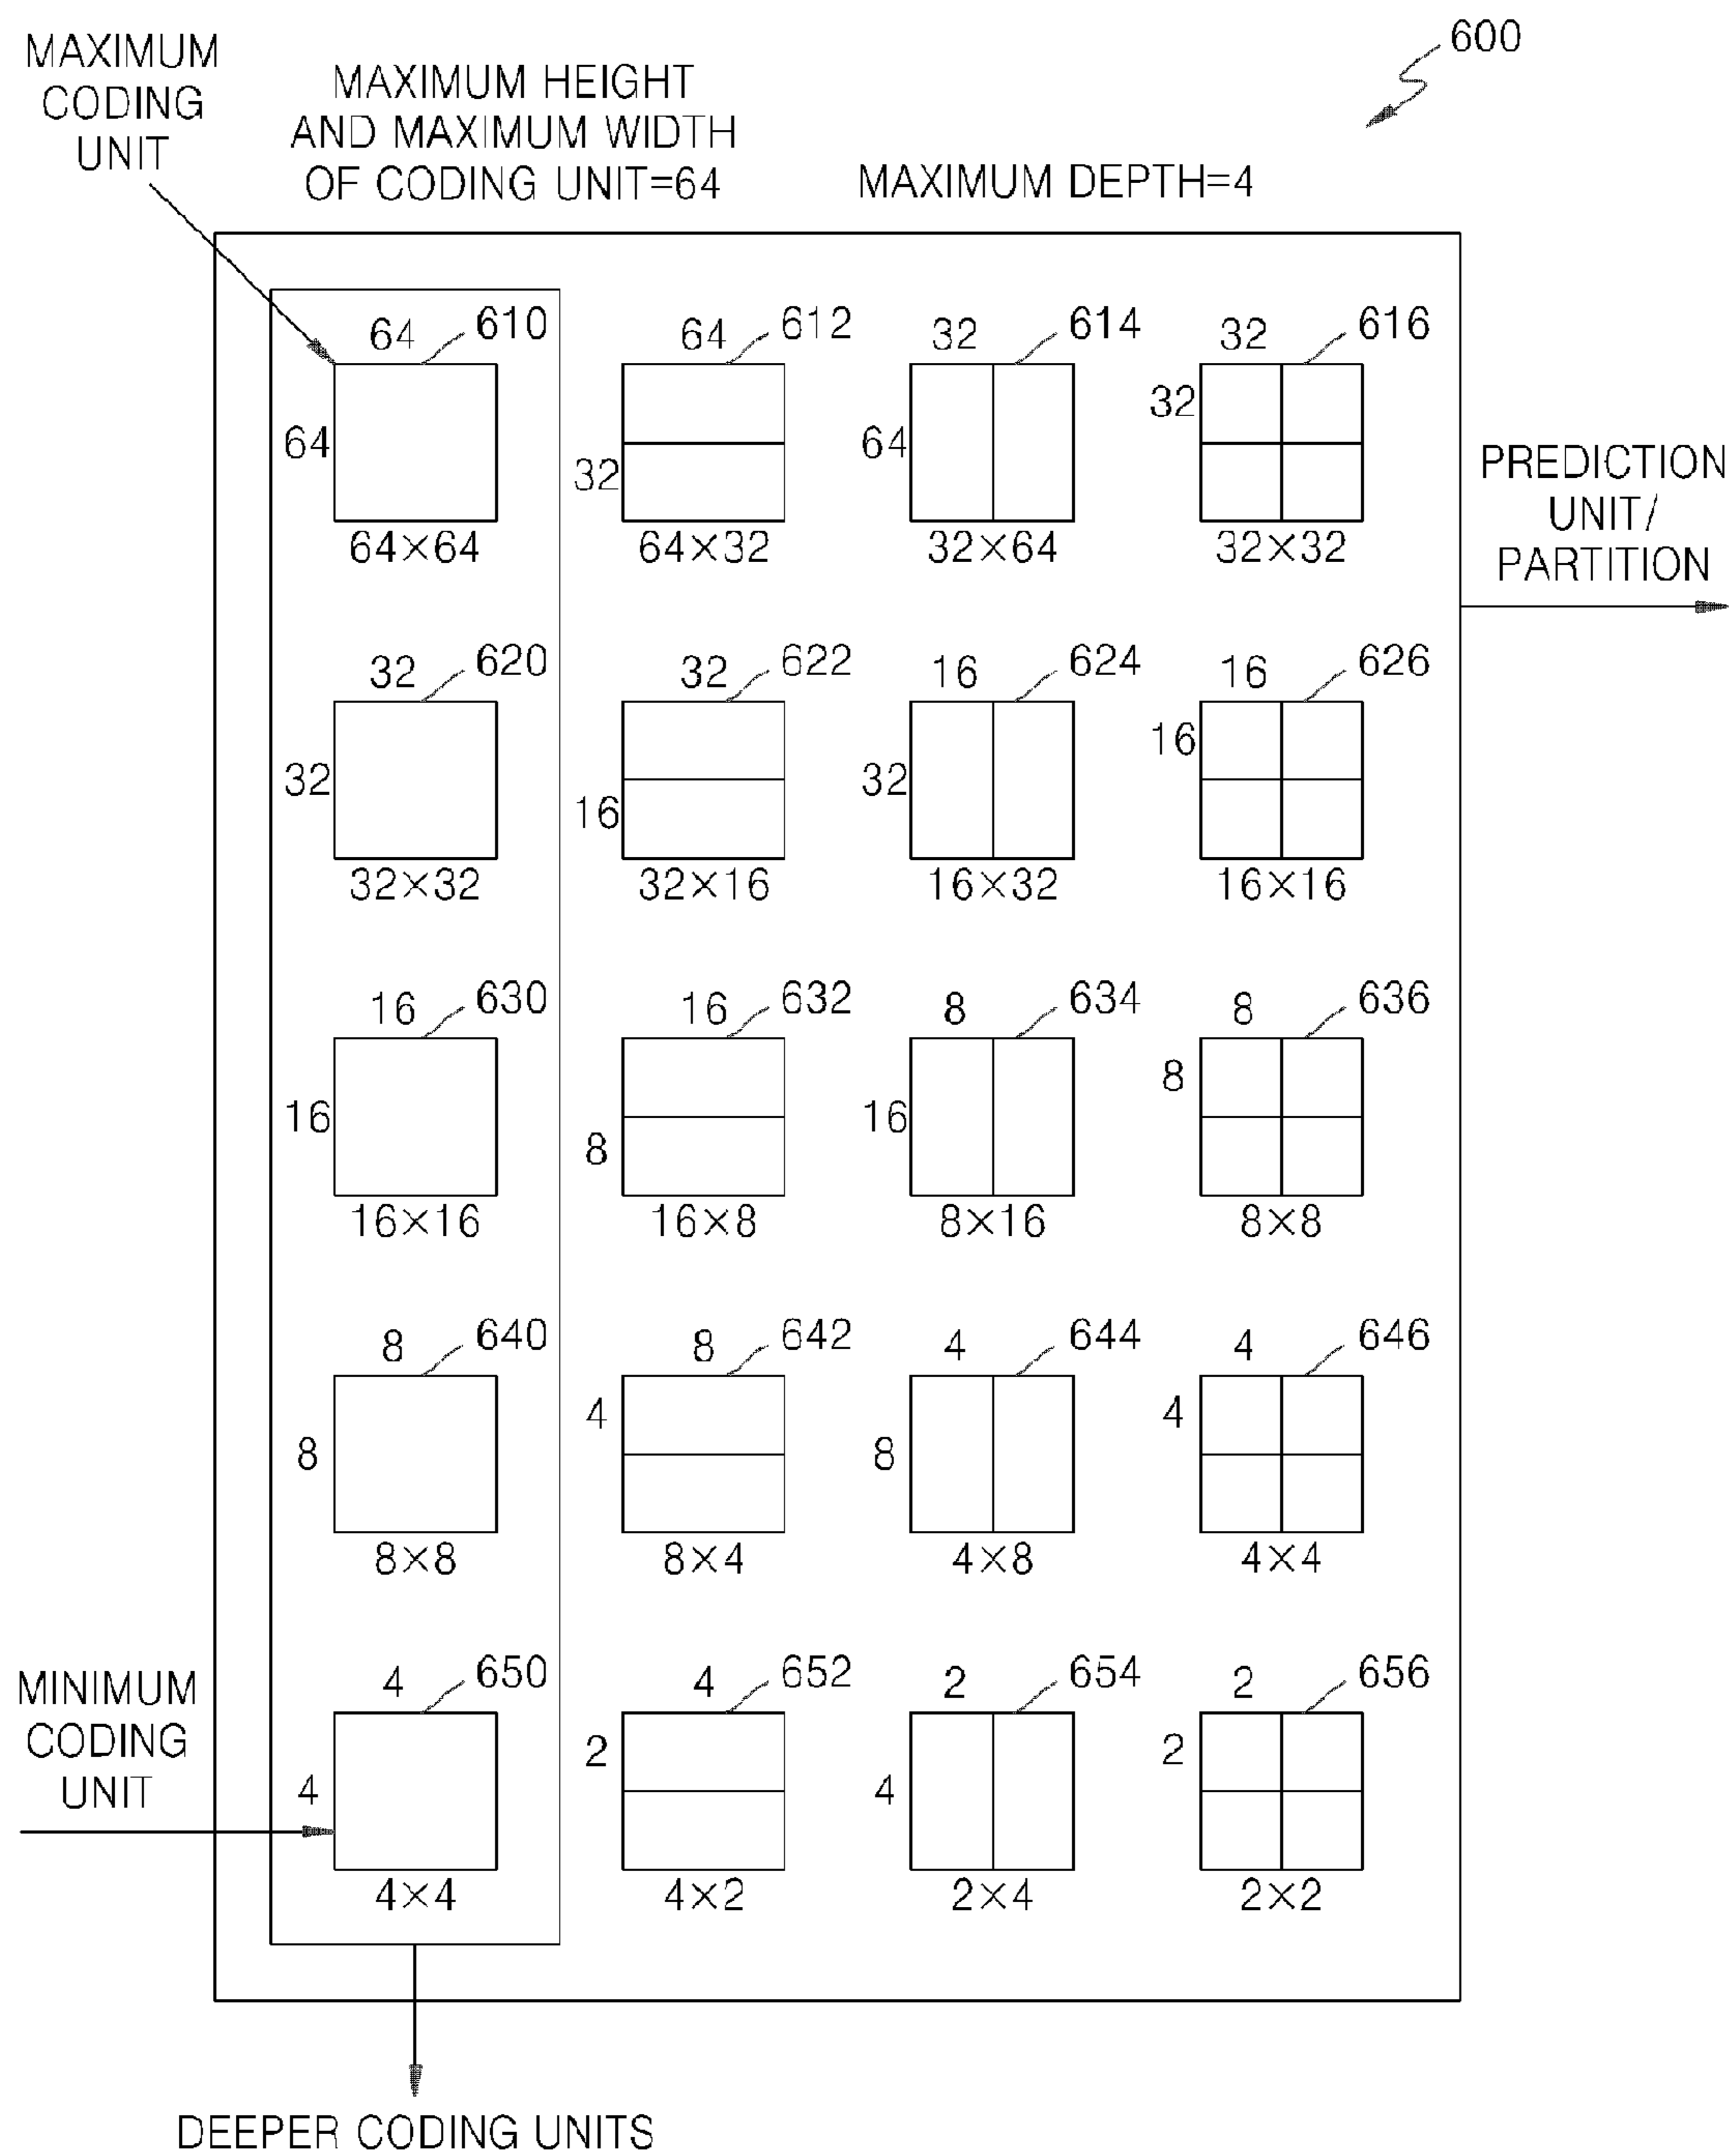 600
MAXIMUM
CODING
UNIT
MAXIMUM HEIGHT
AND MAXIMUM WIDTH
OF CODING UNIT=64
MAXIMUM DEPTH=4
64 610 64 612 32 614 32 616
64 32 64 32
64×64 64×32 32×64 32×32
PREDICTION
UNIT/
PARTITION
32 620 32 622 16 624 16 626
32 16 32 16
32×32 32×16 16×32 16×16
16 630 16 632 8 634 8 636
16 8 16 8
16×16 16×8 8×16 8×8
8 640 8 642 4 644 4 646
8 4 8 4
8×8 8×4 4×8 4×4
MINIMUM
CODING
UNIT
4 650 4 652 2 654 2 656
4 2 4 2
4×4 4×2 2×4 2×2
DEEPER CODING UNITS